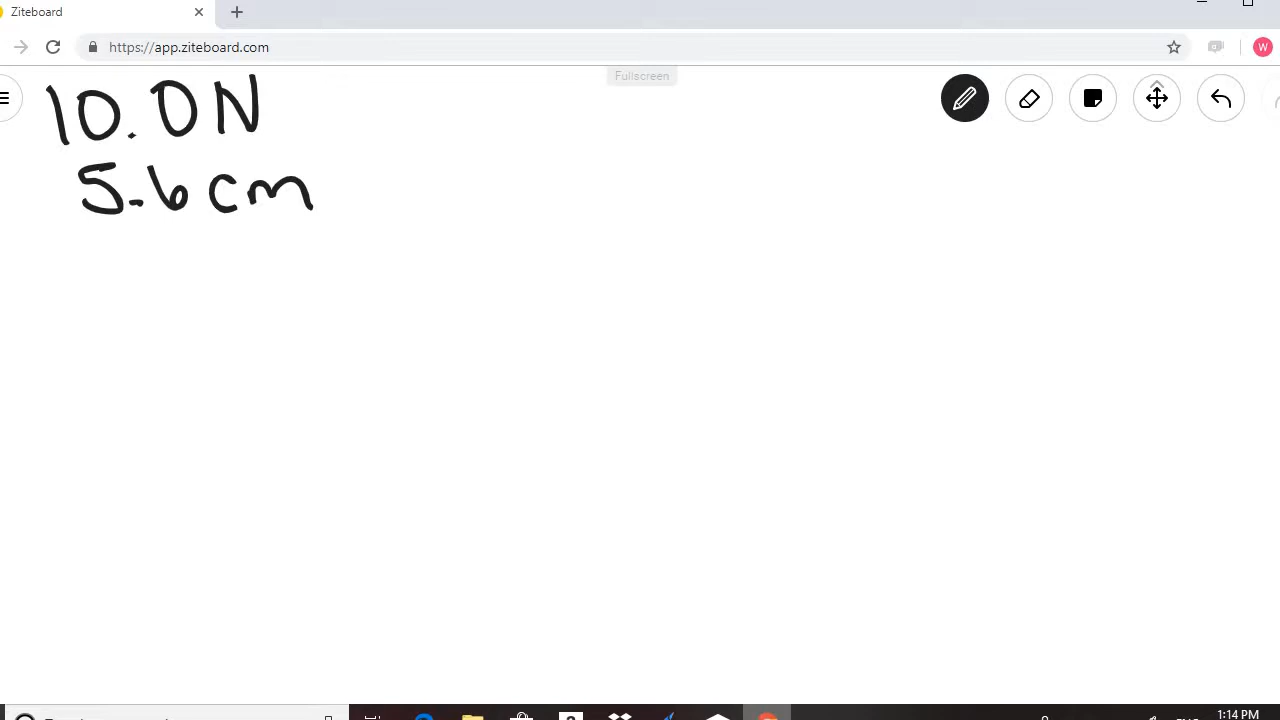 Ziteboard
https://app.ziteboard.com
W
Fullscreen
10.0N
5.6cm
1:14 PM